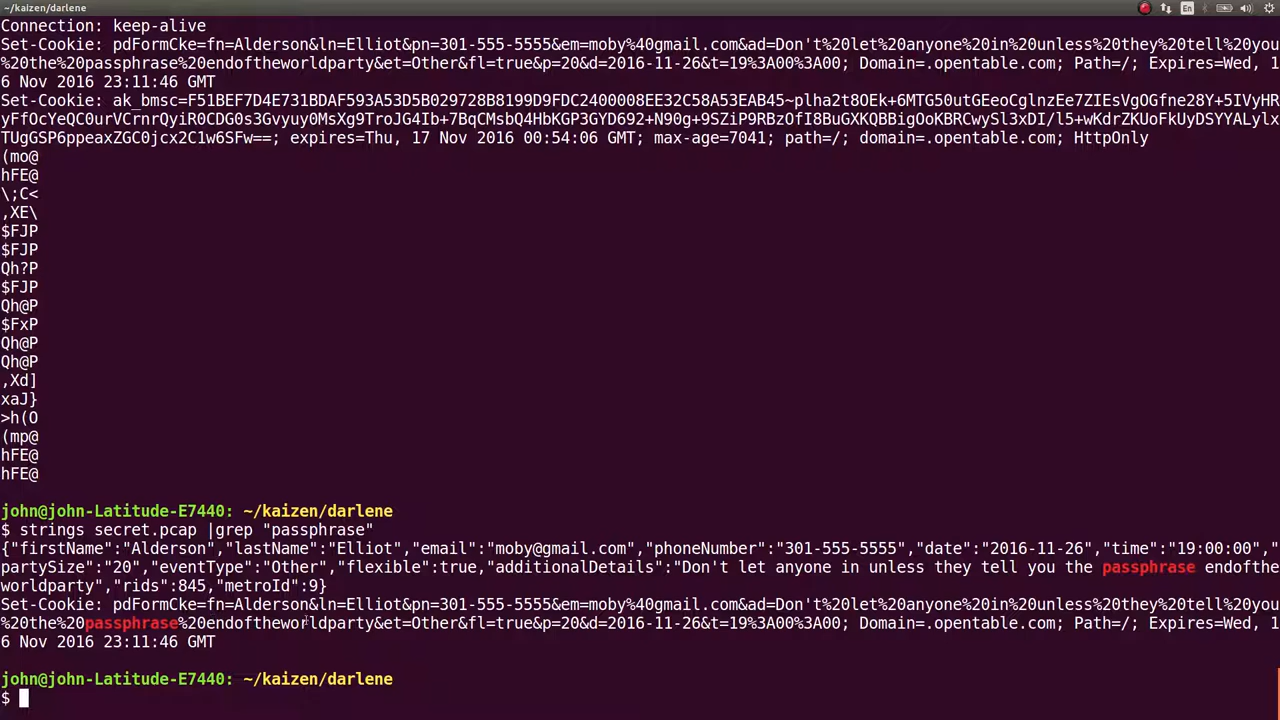 john@john-Latitude-E7440: ~/kaizen/darlene
En
Connection: keep-alive
Set-Cookie: pdFormCke=fn=Alderson&ln=Elliot&pn=301-555-5555&em=moby%40gmail.com&ad=Don't%20let%20anyone%20in%20unless%20they%20tell%20you
%20the%20passphrase%20endoftheworldparty&et=Other&fl=true&p=20&d=2016-11-26&t=19%3A00%3A00; Domain=.opentable.com; Path=/; Expires=Wed, 1
6 Nov 2016 23:11:46 GMT
Set-Cookie: ak_bmsc=F51BEF7D4E731BDAF593A53D5B029728B8199D9FDC2400008EE32C58A53EAB45~plha2t8OEk+6MTG50utGEeoCglnzEe7ZIEsVgOGfne28Y+5IVyHR
yFfOcYeQC0urVCrnrQyiR0CDG0s3Gvyuy0MsXg9TroJG4Ib+7BqCMsbQ4HbKGP3GYD692+N90g+9SZiP9RBzOfI8BuGXKQBBigOoKBRCwySl3xDI/l5+wKdrZKUoFkUyDSYYALylx
TUgGSP6ppeaxZGC0jcx2C1w6SFw==; expires=Thu, 17 Nov 2016 00:54:06 GMT; max-age=7041; path=/; domain=.opentable.com; HttpOnly
(mo@
hFE@
\;C<
,XE\
$FJP
$FJP
Qh?P
$FJP
Qh@P
$FxP
Qh@P
Qh@P
,Xd]
xaJ}
>h(O
(mp@
hFE@
hFE@
john@john-Latitude-E7440: ~/kaizen/darlene
$ strings secret.pcap |grep "passphrase"
{"firstName":"Alderson","lastName":"Elliot","email":"moby@gmail.com","phoneNumber":"301-555-5555","date":"2016-11-26","time":"19:00:00","
partySize":"20","eventType":"Other","flexible":true,"additionalDetails":"Don't let anyone in unless they tell you the passphrase endofthe
worldparty","rids":845,"metroId":9}
Set-Cookie: pdFormCke=fn=Alderson&ln=Elliot&pn=301-555-5555&em=moby%40gmail.com&ad=Don't%20let%20anyone%20in%20unless%20they%20tell%20you
%20the%20passphrase%20endoftheworldparty&et=Other&fl=true&p=20&d=2016-11-26&t=19%3A00%3A00; Domain=.opentable.com; Path=/; Expires=Wed, 1
6 Nov 2016 23:11:46 GMT
john@john-Latitude-E7440: ~/kaizen/darlene
$